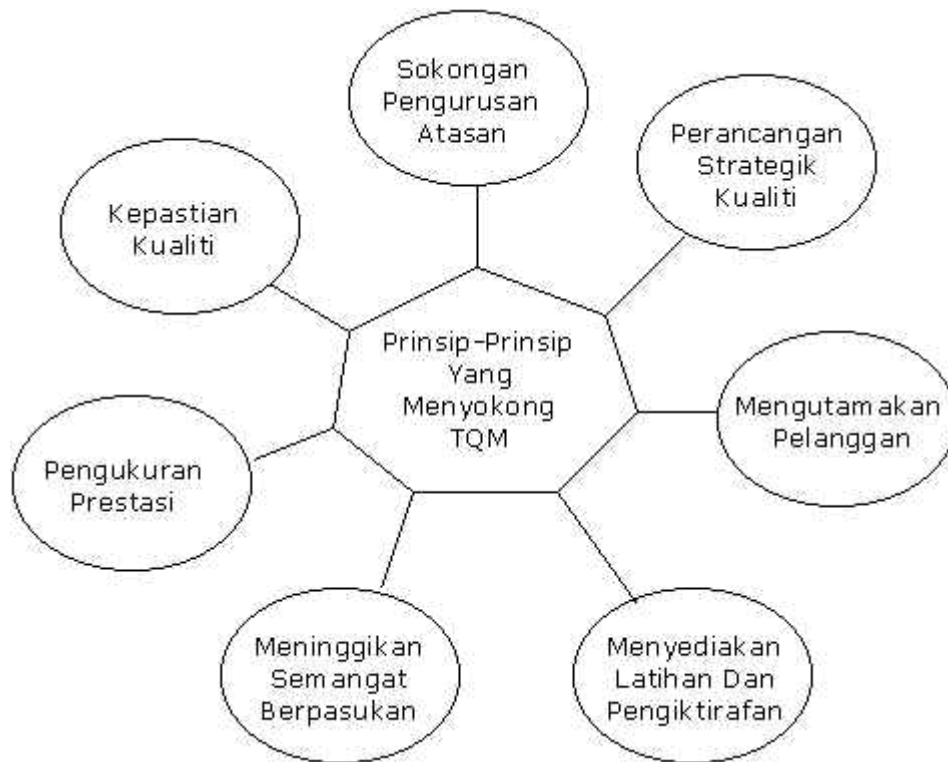 Sokongan
Pengurusan
Atasan
Perancangan
Strategik
Kualiti
Kepastian
Kualiti
Prinsip-Prinsip
Yang
Menyokong
TQM
Mengutamakan
Pelanggan
Pengukuran
Prestasi
Meninggikan
Semangat
Berpasukan
Menyediakan
Latihan Dan
Pengiktirafan